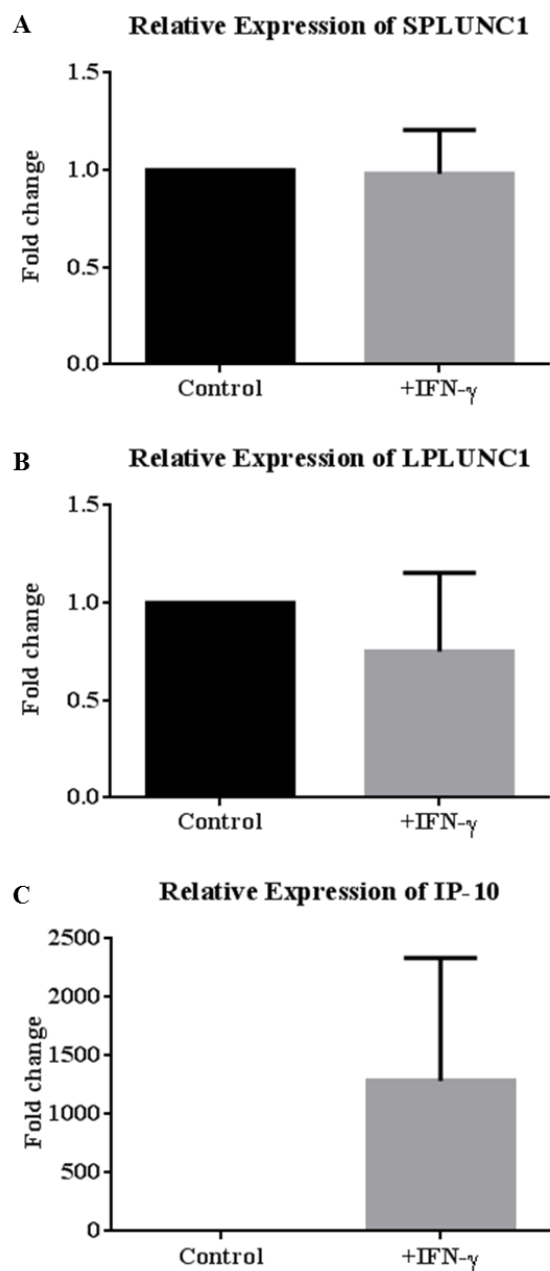 A
Relative Expression of SPLUNC1
Fold change
1.5
1.0
0.5
0.0
Control
+IFN-γ
B
Relative Expression of LPLUNC1
Fold change
1.5
1.0
0.5
0.0
Control
+IFN-γ
C
Relative Expression of IP-10
Fold change
2500
2000
1500
1000
500
0
Control
+IFN-γ